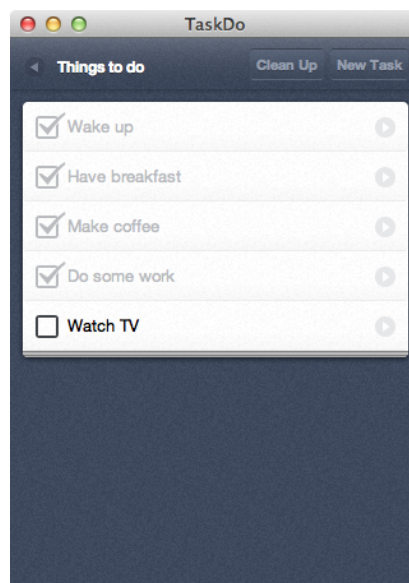 TaskDo
Things to do Clean Up New Task
Wake up
Have breakfast
Make coffee
Do some work
Watch TV